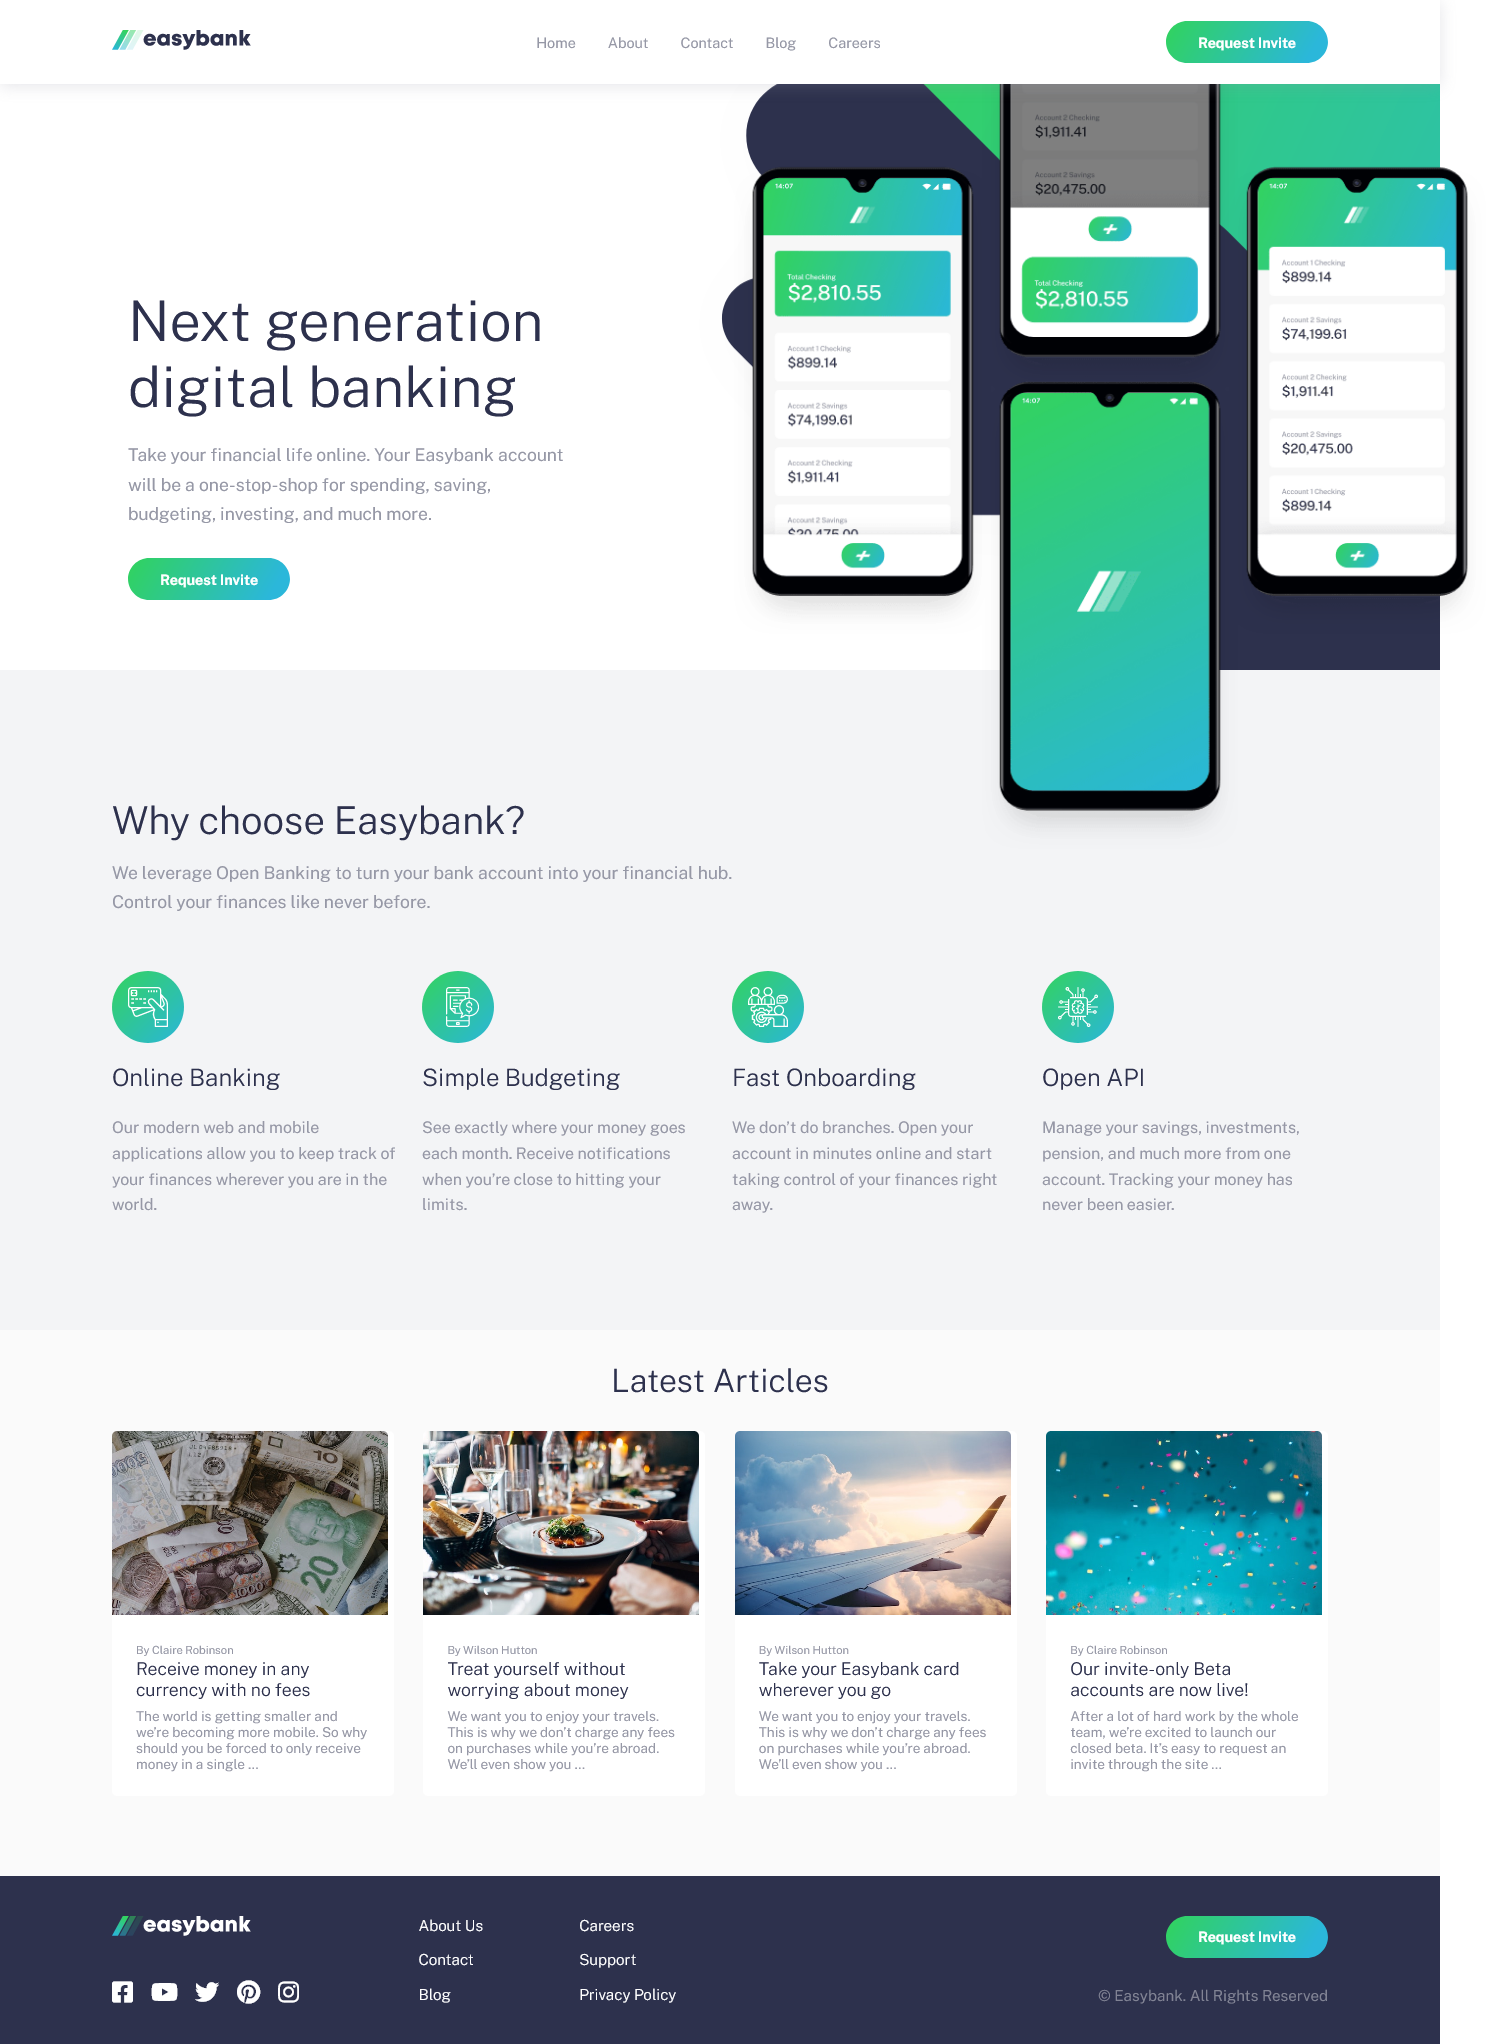 easybank
Home
About
Contact
Blog
Careers
Request Invite
Account 2 Checking
$1,911.41
Account 2 Savings
$20,475.00
Total Checking
$2,810.55
14:07
Total Checking
$2,810.55
Account 1 Checking
$899.14
Account 2 Savings
$74,199.61
Account 2 Checking
$1,911.41
Account 2 Savings
$20,475.00
14:07
Account 1 Checking
$899.14
Account 2 Savings
$74,199.61
Account 2 Checking
$1,911.41
Account 2 Savings
$20,475.00
Account 1 Checking
$899.14
14:07
Next generation
digital banking
Take your financial life online. Your Easybank account
will be a one-stop-shop for spending, saving,
budgeting, investing, and much more.
Request Invite
Why choose Easybank?
We leverage Open Banking to turn your bank account into your financial hub.
Control your finances like never before.
Online Banking
Our modern web and mobile
applications allow you to keep track of
your finances wherever you are in the
world.
Simple Budgeting
See exactly where your money goes
each month. Receive notifications
when you’re close to hitting your
limits.
Fast Onboarding
We don’t do branches. Open your
account in minutes online and start
taking control of your finances right
away.
Open API
Manage your savings, investments,
pension, and much more from one
account. Tracking your money has
never been easier.
Latest Articles
10
20
1000
By Claire Robinson
Receive money in any
currency with no fees
The world is getting smaller and
we’re becoming more mobile. So why
should you be forced to only receive
money in a single ...
By Wilson Hutton
Treat yourself without
worrying about money
We want you to enjoy your travels.
This is why we don’t charge any fees
on purchases while you’re abroad.
We’ll even show you ...
By Wilson Hutton
Take your Easybank card
wherever you go
We want you to enjoy your travels.
This is why we don’t charge any fees
on purchases while you’re abroad.
We’ll even show you ...
By Claire Robinson
Our invite-only Beta
accounts are now live!
After a lot of hard work by the whole
team, we’re excited to launch our
closed beta. It’s easy to request an
invite through the site ...
easybank
About Us
Contact
Blog
Careers
Support
Privacy Policy
Request Invite
© Easybank. All Rights Reserved